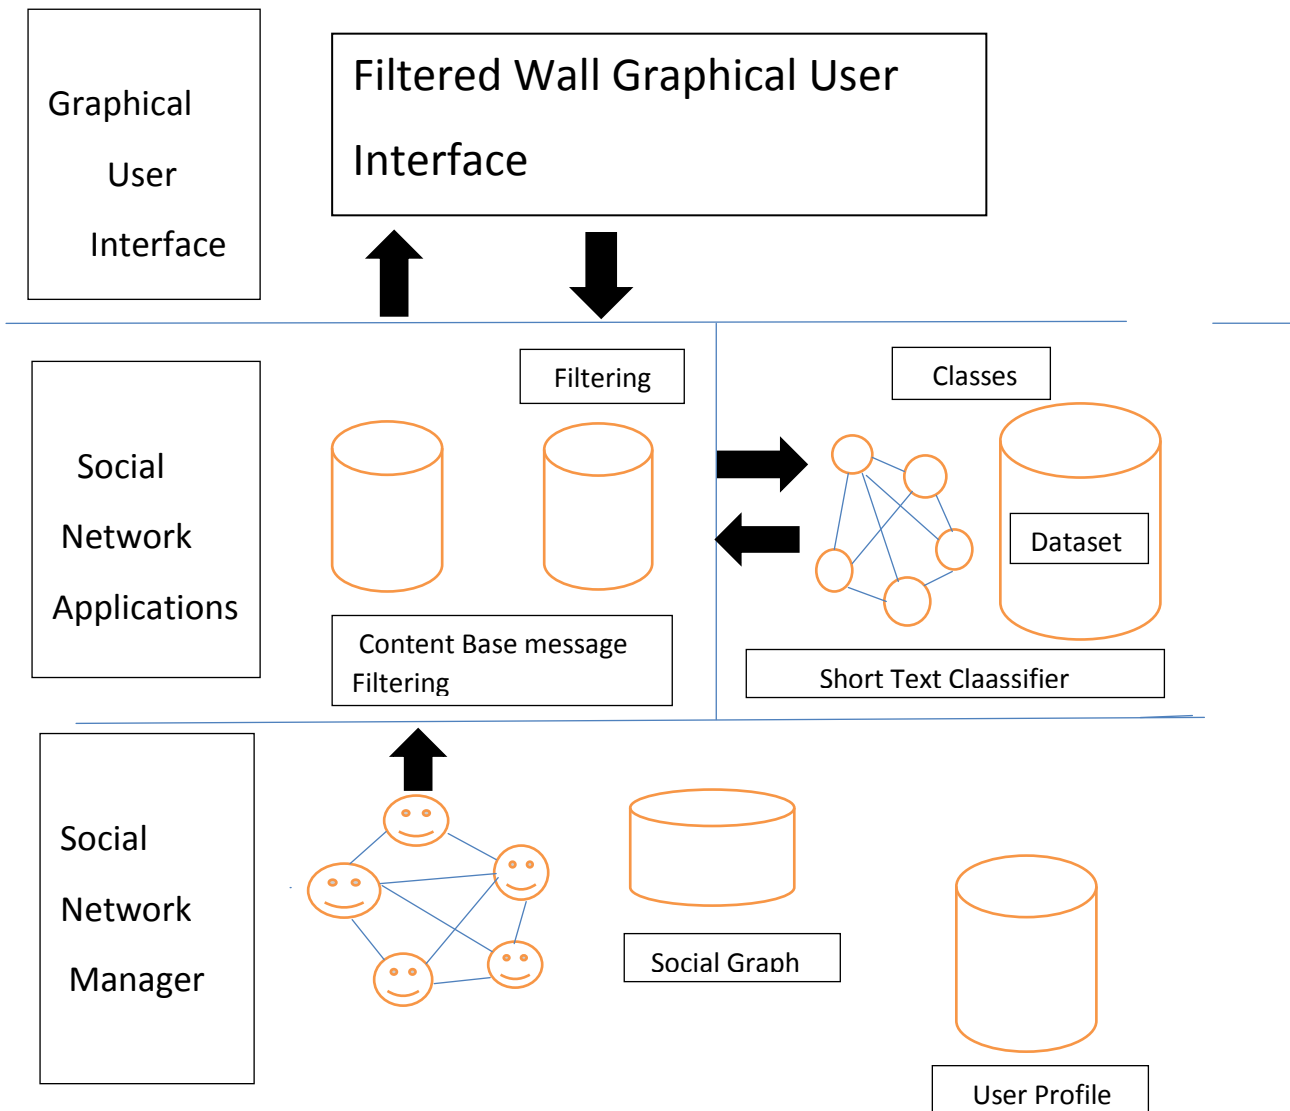 Graphical
User
Interface
Filtered Wall Graphical User
Interface
Social
Network
Applications
Filtering
Classes
Dataset
Content Base message
Filtering
Short Text Claassifier
Social
Network
Manager
Social Graph
User Profile